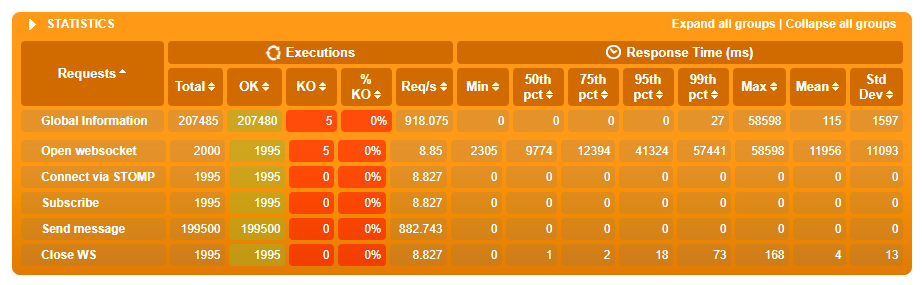 STATISTICS Expand all groups | Collapse all groups
Requests Executions Response Time (ms)
Total OK KO % KO Req/s Min 50th pct 75th pct 95th pct 99th pct Max Mean Std Dev
Global Information 207485 207480 5 0% 918.075 0 0 0 0 27 58598 115 1597
Open websocket 2000 1995 5 0% 8.85 2305 9774 12394 41324 57441 58598 11956 11093
Connect via STOMP 1995 1995 0 0% 8.827 0 0 0 0 0 0 0 0
Subscribe 1995 1995 0 0% 8.827 0 0 0 0 0 0 0 0
Send message 199500 199500 0 0% 882.743 0 0 0 0 0 0 0 0
Close WS 1995 1995 0 0% 8.827 0 1 2 18 73 168 4 13